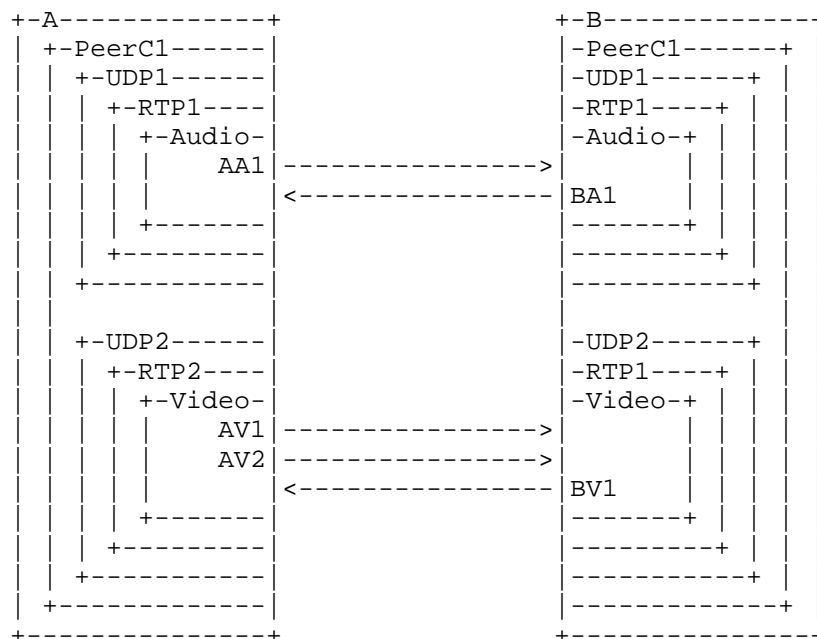 +-A-------------+                 +-B-------------+
| +-PeerC1------|                 |-PeerC1------+ |
| | +-UDP1------|                 |-UDP1------+ | |
| | | +-RTP1----|                 |-RTP1----+ | | |
| | | | +-Audio-|                 |-Audio-+ | | | |
| | | | |    AA1|---------------->|       | | | | |
| | | | |       |<----------------|BA1    | | | | |
| | | | +-------|                 |-------+ | | | |
| | | +---------|                 |---------+ | | |
| | +-----------|                 |-----------+ | |
| |             |                 |             | |
| | +-UDP2------|                 |-UDP2------+ | |
| | | +-RTP2----|                 |-RTP1----+ | | |
| | | | +-Video-|                 |-Video-+ | | | |
| | | | |    AV1|---------------->|       | | | | |
| | | | |    AV2|---------------->|       | | | | |
| | | | |       |<----------------|BV1    | | | | |
| | | | +-------|                 |-------+ | | | |
| | | +---------|                 |---------+ | | |
| | +-----------|                 |-----------+ | |
| +-------------|                 |-------------+ |
+---------------+                 +---------------+